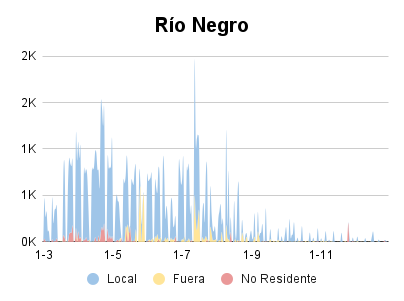 Río Negro
2K
2K
1K
1K
0K
1-3 1-5 1-7 1-9 1-11
Local Fuera No Residente